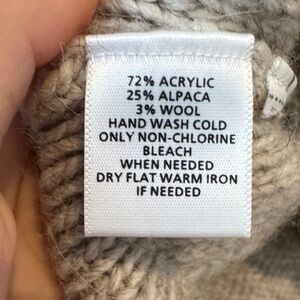 72% ACRYLIC
25% ALPACA
3% WOOL
HAND WASH COLD
ONLY NON-CHLORINE
BLEACH
WHEN NEEDED
DRY FLAT WARM IRON
IF NEEDED